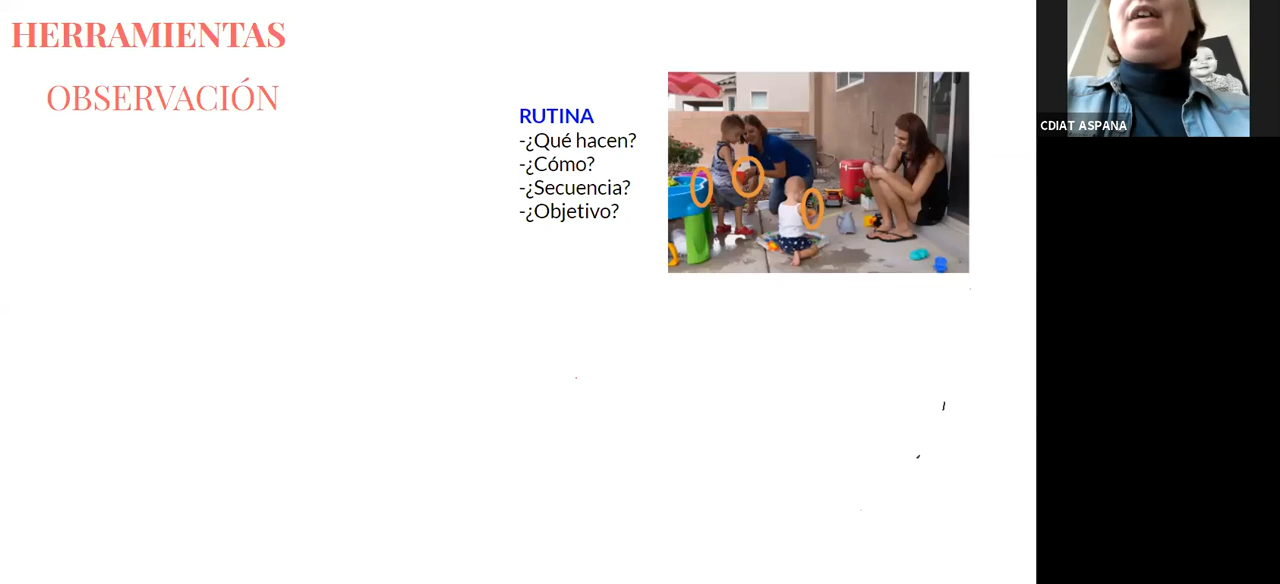 HERRAMIENTAS
OBSERVACIÓN
RUTINA
-¿Qué hacen?
-¿Cómo?
-¿Secuencia?
-¿Objetivo?
CDIAT ASPANA